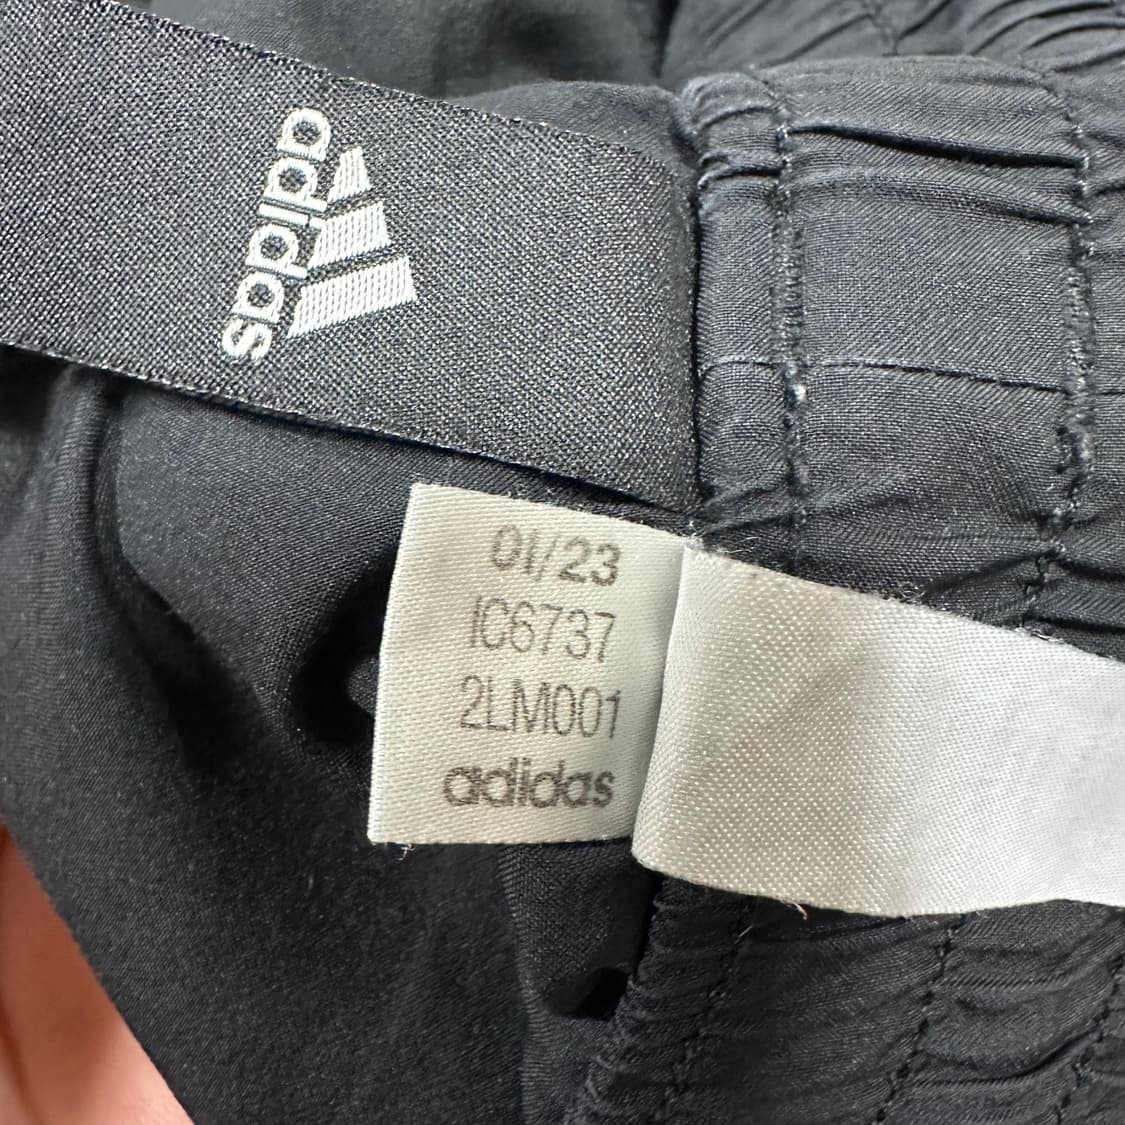 adidas
01/23
IC6737
2LM001
adidas